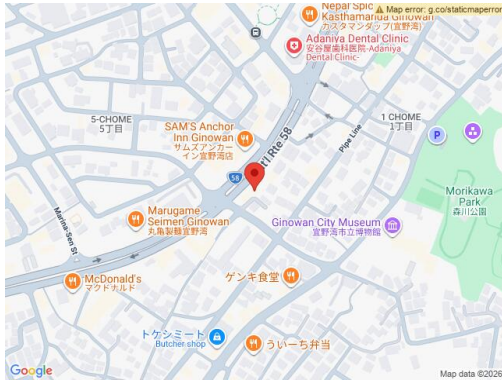 Nepal Spic
Map error: g.co/staticmaperror
Kasthamanda Ginowan
カスタマンダップ(宜野湾)
Adaniya Dental Clinic
安谷屋歯科医院-Adaniya
Dental Clinic-
5-CHOME
5丁目
SAM'S Anchor
Inn Ginowan
サムズアンカー
イン宜野湾店
Int'l Rte 58
Pipe Line
1 CHOME
1丁目
P
58
Morikawa
Park
森川公園
Marina-Sen St
Marugame
Seimen Ginowan
丸亀製麺宜野湾
Ginowan City Museum
宜野湾市立博物館
McDonald's
マクドナルド
ゲンキ食堂
トケシミート
Butcher shop
うぃーち弁当
Google
Map data ©2026